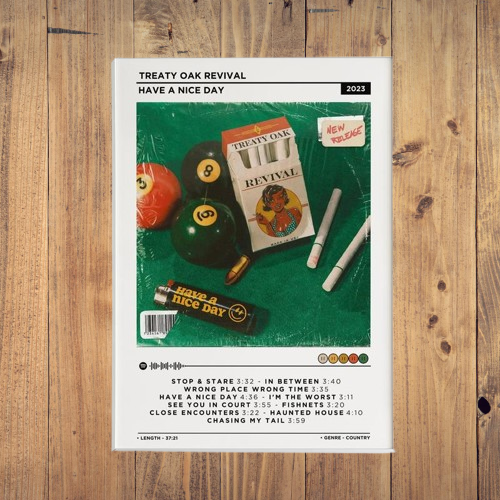 TREATY OAK REVIVAL
HAVE A NICE DAY
2023
NEW RELEASE
TREATY OAK
REVIVAL
3
8
6
Have a
nice DAY
STOP & STARE 3:32 - IN BETWEEN 3:40
WRONG PLACE WRONG TIME 3:35
HAVE A NICE DAY 4:36 - I'M THE WORST 3:11
SEE YOU IN COURT 3:55 - FISHNETS 3:20
CLOSE ENCOUNTERS 3:22 - HAUNTED HOUSE 4:10
CHASING MY TAIL 3:59
• LENGTH - 37:21
• GENRE - COUNTRY